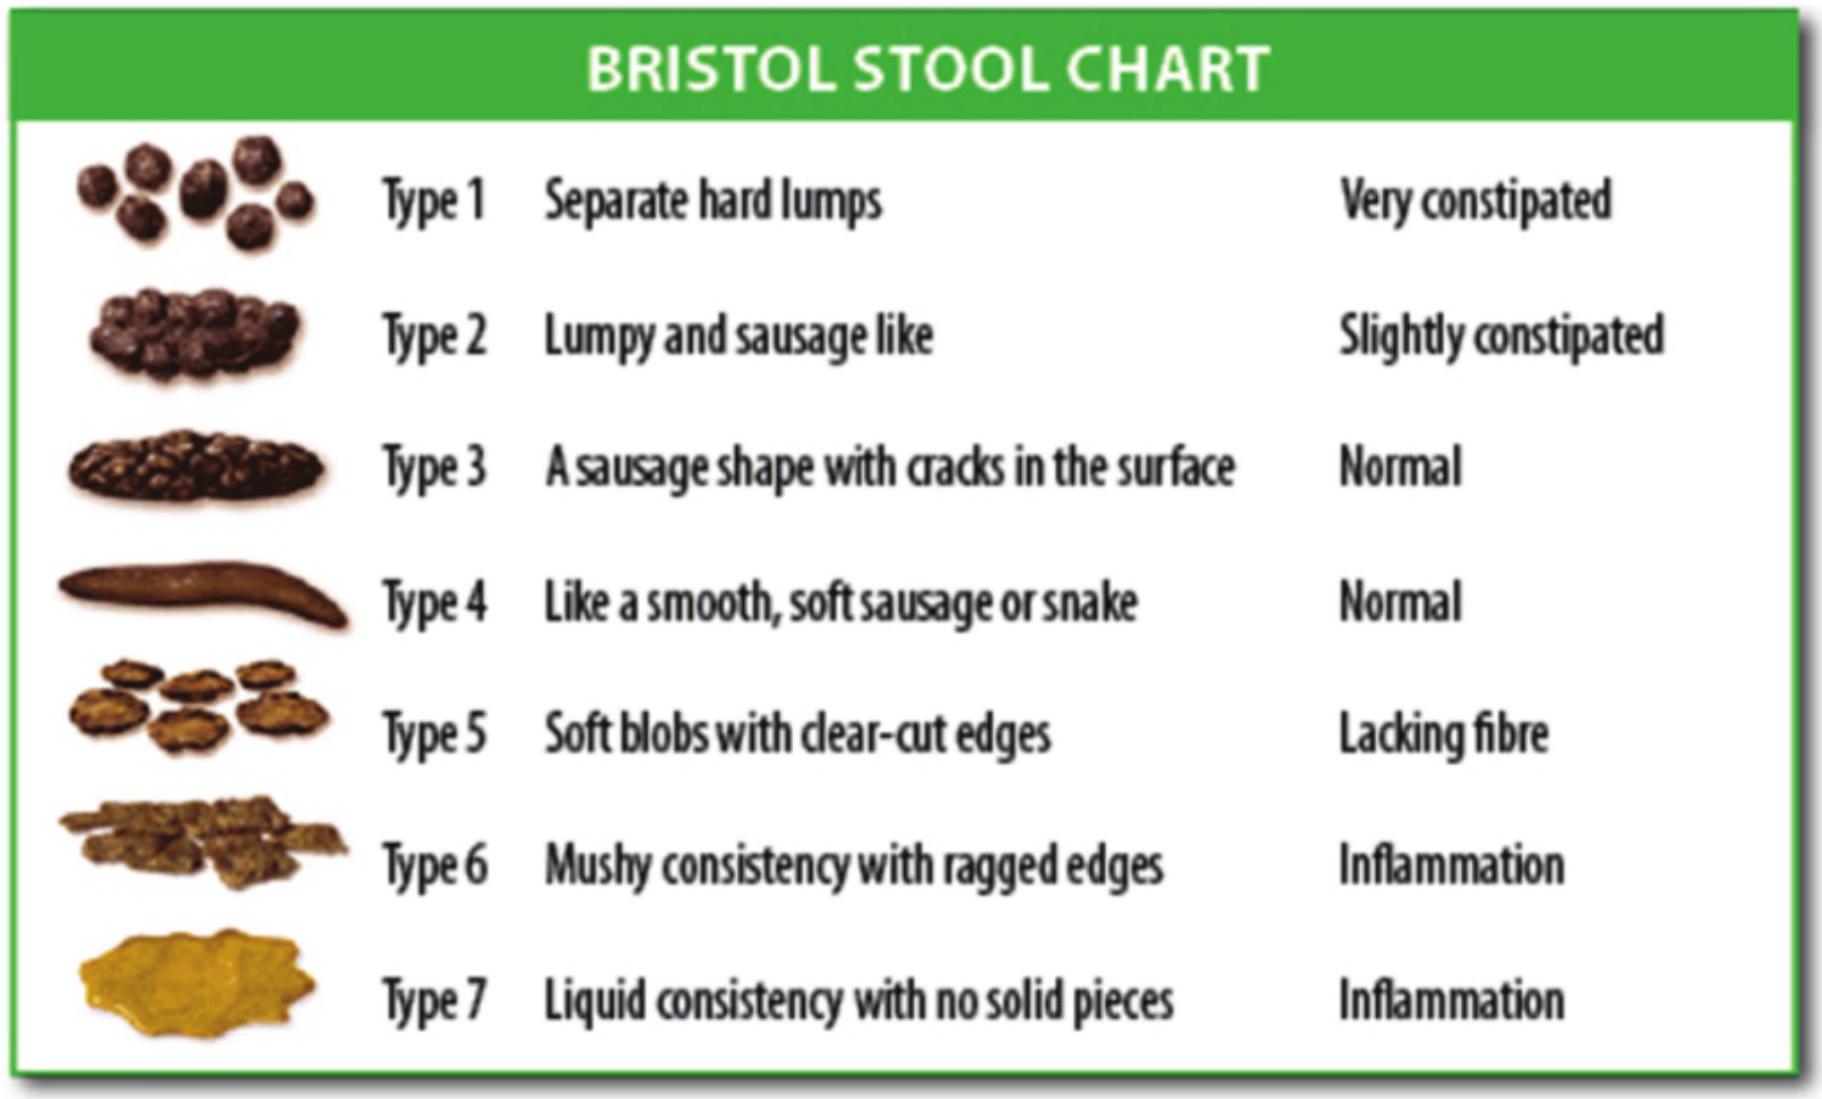 BRISTOL STOOL CHART
Type 1 Separate hard lumps Very constipated
Type 2 Lumpy and sausage like Slightly constipated
Type 3 A sausage shape with cracks in the surface Normal
Type 4 Like a smooth, soft sausage or snake Normal
Type 5 Soft blobs with clear-cut edges Lacking fibre
Type 6 Mushy consistency with ragged edges Inflammation
Type 7 Liquid consistency with no solid pieces Inflammation